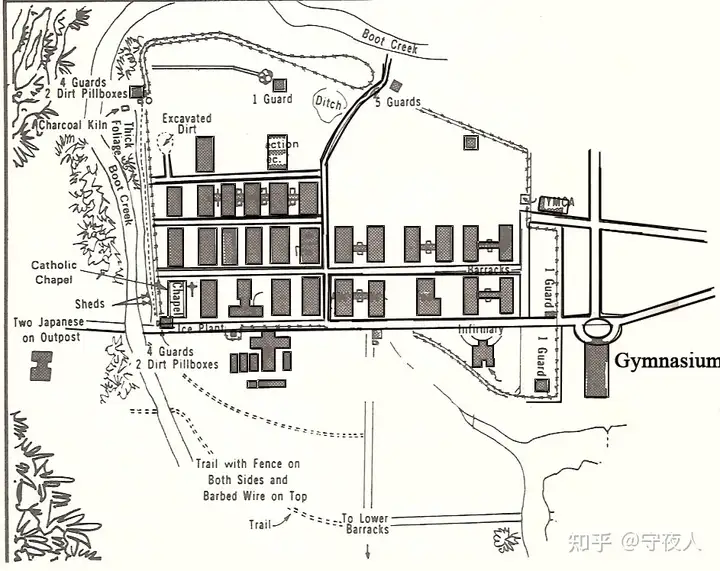 Boot Creek
4 Guards
2 Dirt Pillboxes
1 Guard
Ditch
5 Guards
Charcoal Kiln
Thick
Foliage
Excavated
Dirt
ection
ec.
Boot Creek
YMCA
Catholic
Chapel
Chapel
Barracks
1 Guard
Sheds
Two Japanese
on Outpost
Ice Plant
Infirmary
4 Guards
2 Dirt Pillboxes
1 Guard
Gymnasium
Trail with Fence on
Both Sides and
Barbed Wire on Top
Trail
To Lower
Barracks
知乎 @守夜人